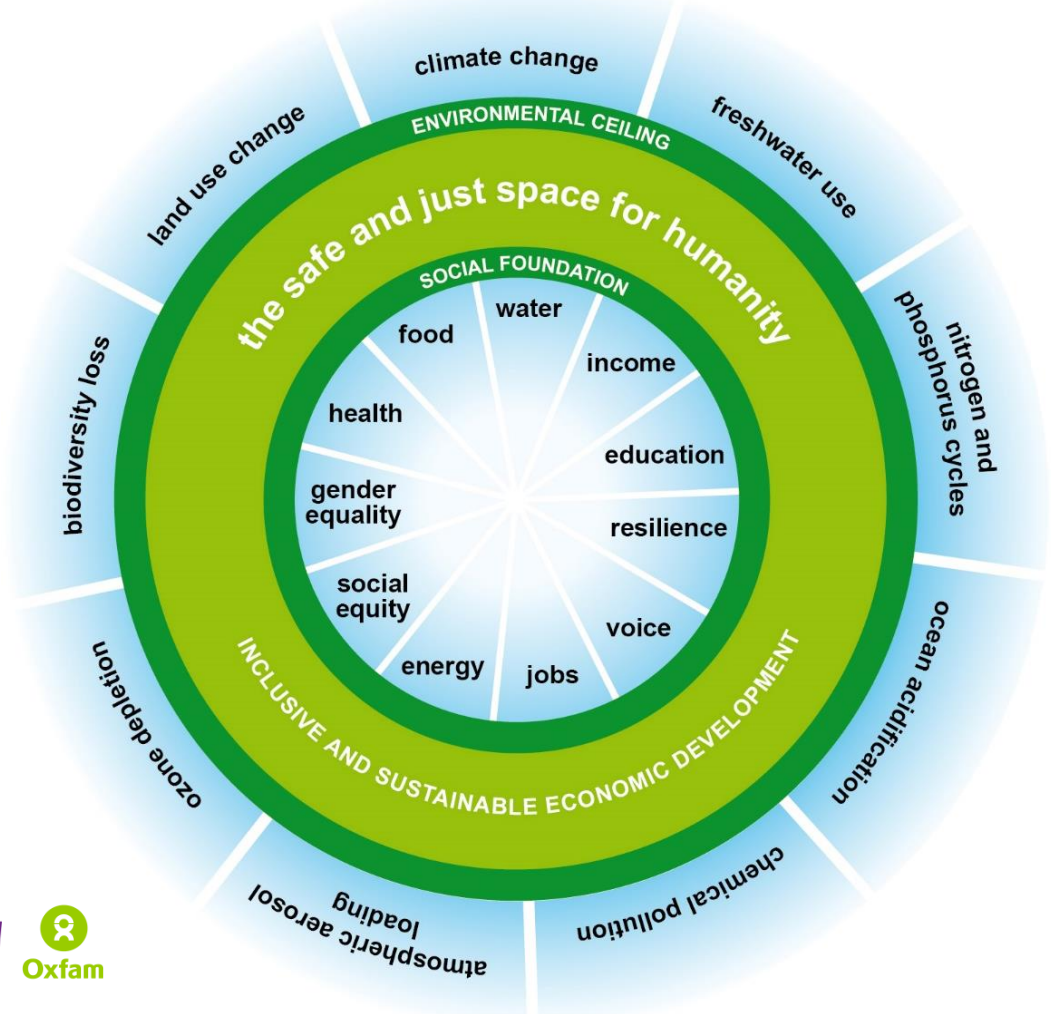 climate change
freshwater use
nitrogen and
phosphorus cycles
ocean acidification
chemical pollution
atmospheric aerosol
loading
ozone depletion
biodiversity loss
land use change
ENVIRONMENTAL CEILING
the safe and just space for humanity
SOCIAL FOUNDATION
water
income
education
resilience
voice
jobs
energy
social
equity
gender
equality
health
food
INCLUSIVE AND SUSTAINABLE ECONOMIC DEVELOPMENT
Oxfam